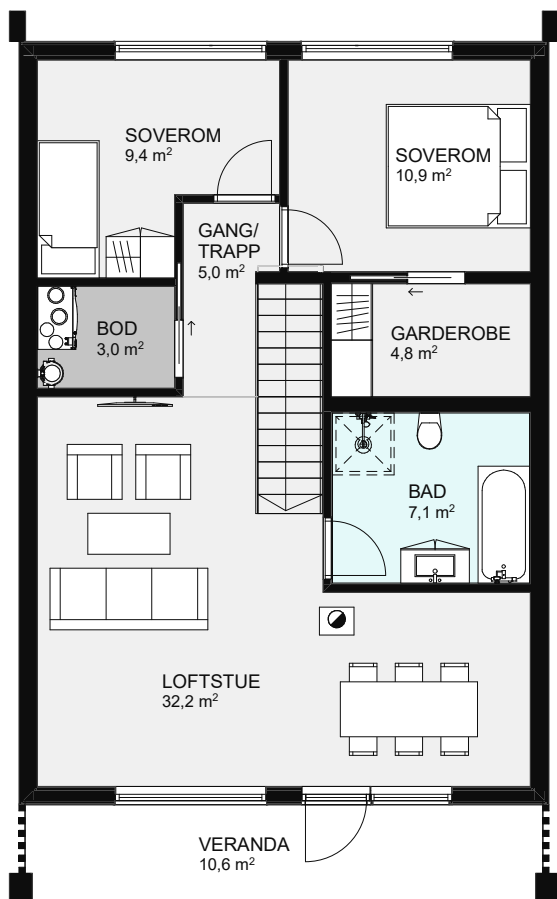 SOVEROM
9,4 m²
SOVEROM
10,9 m²
GANG/
TRAPP
5,0 m²
BOD
3,0 m²
GARDEROBE
4,8 m²
BAD
7,1 m²
LOFTSTUE
32,2 m²
VERANDA
10,6 m²